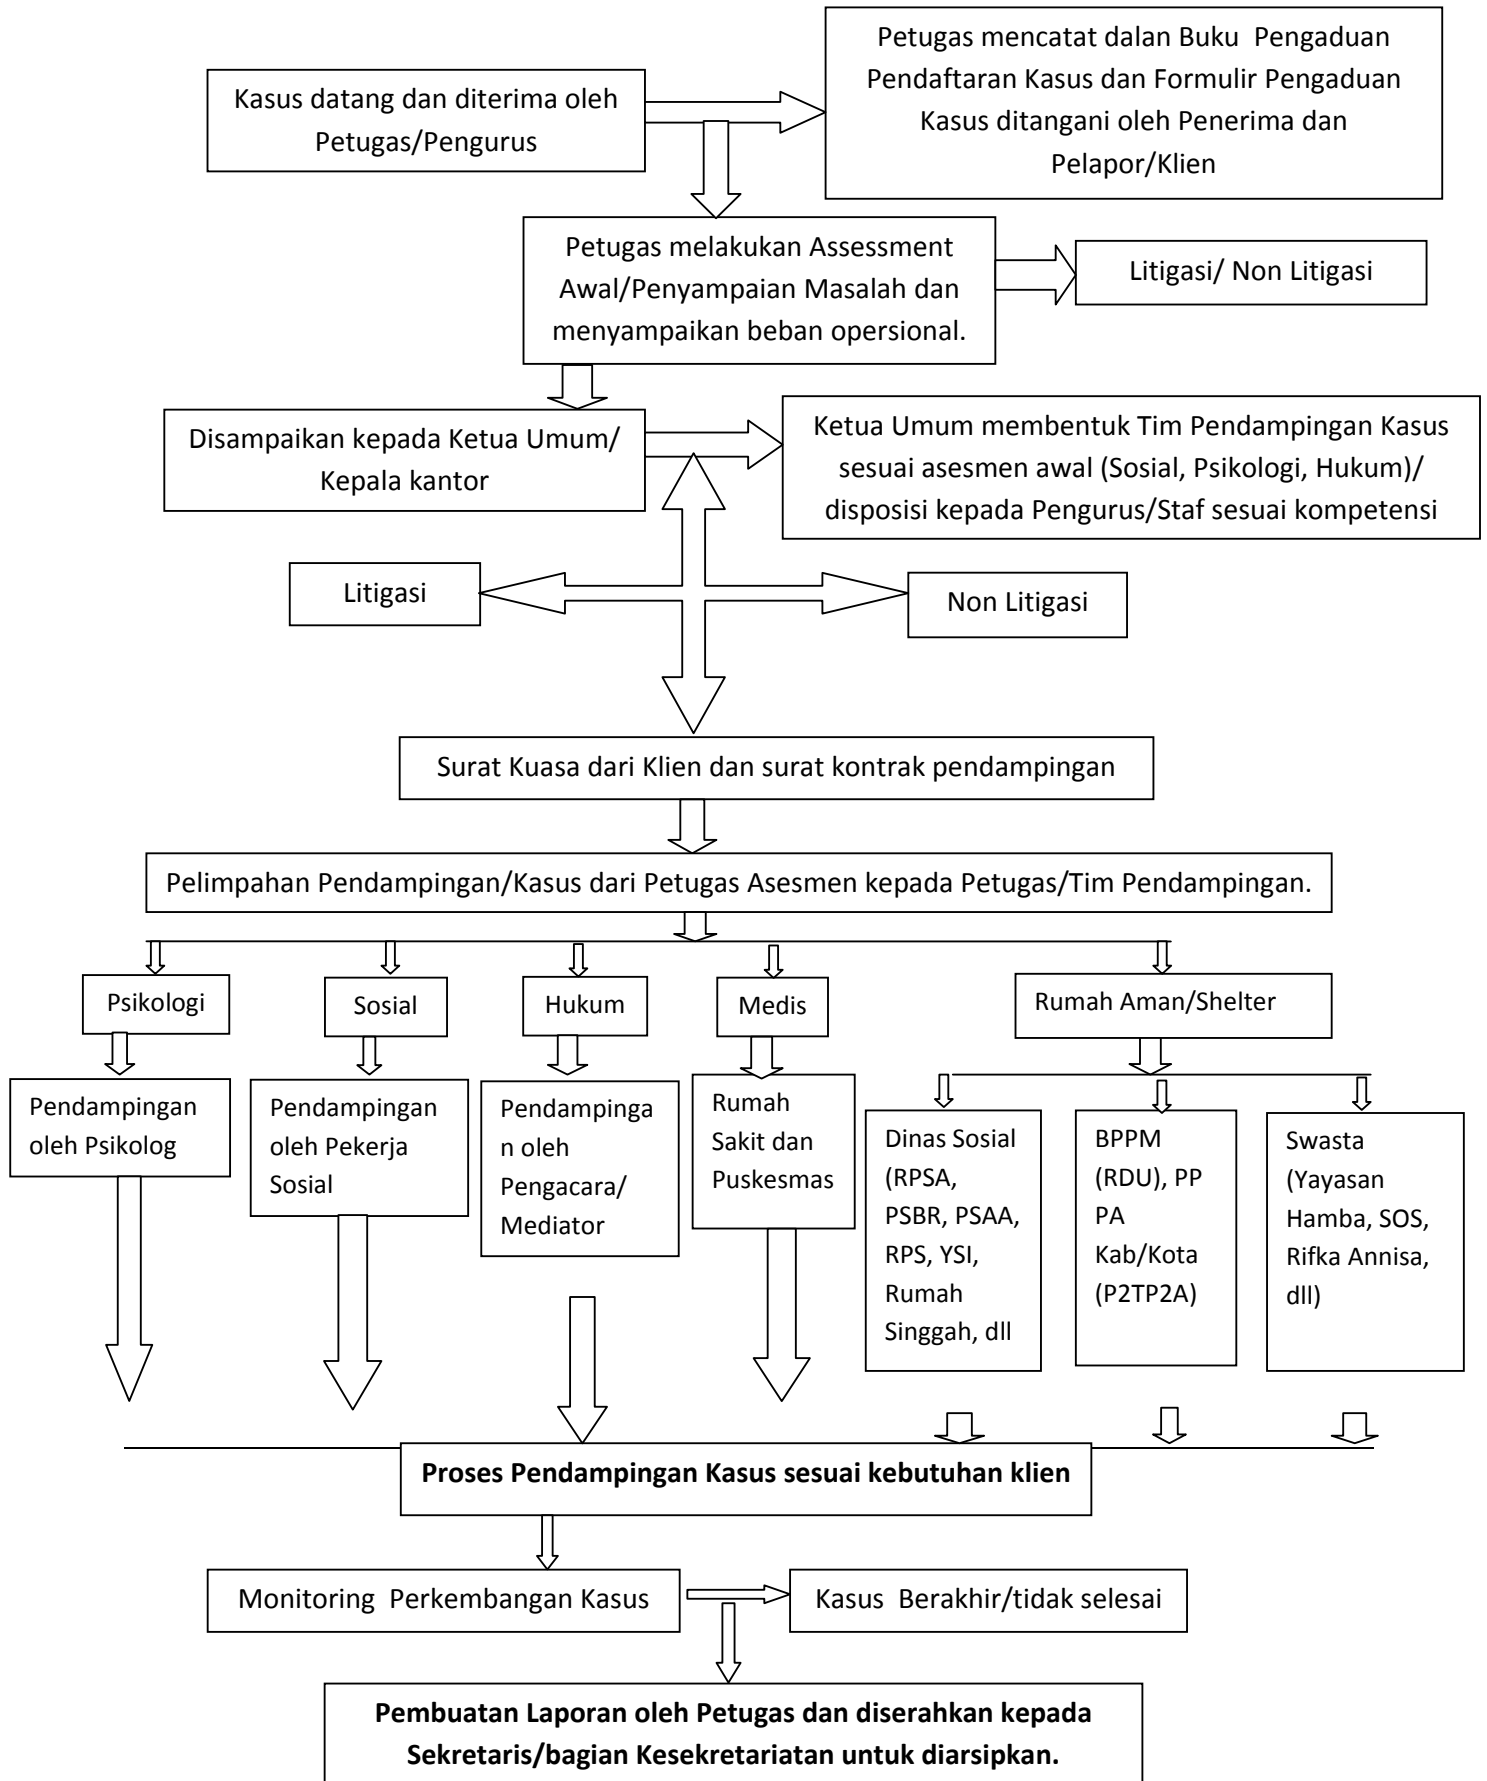 Petugas mencatat dalan Buku Pengaduan
Pendaftaran Kasus dan Formulir Pengaduan
Kasus ditangani oleh Penerima dan
Pelapor/Klien
Kasus datang dan diterima oleh
Petugas/Pengurus
Petugas melakukan Assessment
Awal/Penyampaian Masalah dan
menyampaikan beban opersional.
Litigasi/ Non Litigasi
Disampaikan kepada Ketua Umum/
Kepala kantor
Ketua Umum membentuk Tim Pendampingan Kasus
sesuai asesmen awal (Sosial, Psikologi, Hukum)/
disposisi kepada Pengurus/Staf sesuai kompetensi
Litigasi
Non Litigasi
Surat Kuasa dari Klien dan surat kontrak pendampingan
Pelimpahan Pendampingan/Kasus dari Petugas Asesmen kepada Petugas/Tim Pendampingan.
Psikologi
Sosial
Hukum
Medis
Rumah Aman/Shelter
Pendampingan
oleh Psikolog
Pendampingan
oleh Pekerja
Sosial
Pendampinga
n oleh
Pengacara/
Mediator
Rumah
Sakit dan
Puskesmas
Dinas Sosial
(RPSA,
PSBR, PSAA,
RPS, YSI,
Rumah
Singgah, dll
BPPM
(RDU), PP
PA
Kab/Kota
(P2TP2A)
Swasta
(Yayasan
Hamba, SOS,
Rifka Annisa,
dll)
Proses Pendampingan Kasus sesuai kebutuhan klien
Monitoring Perkembangan Kasus
Kasus Berakhir/tidak selesai
Pembuatan Laporan oleh Petugas dan diserahkan kepada
Sekretaris/bagian Kesekretariatan untuk diarsipkan.